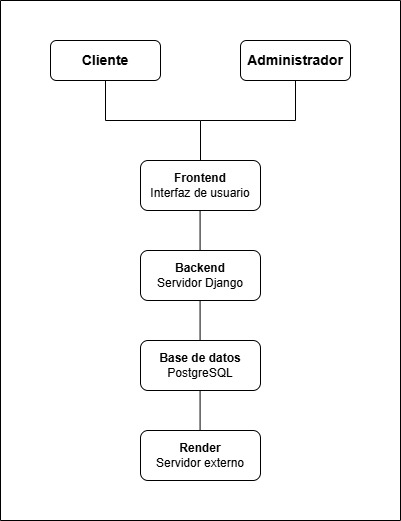 Cliente
Administrador
Frontend
Interfaz de usuario
Backend
Servidor Django
Base de datos
PostgreSQL
Render
Servidor externo